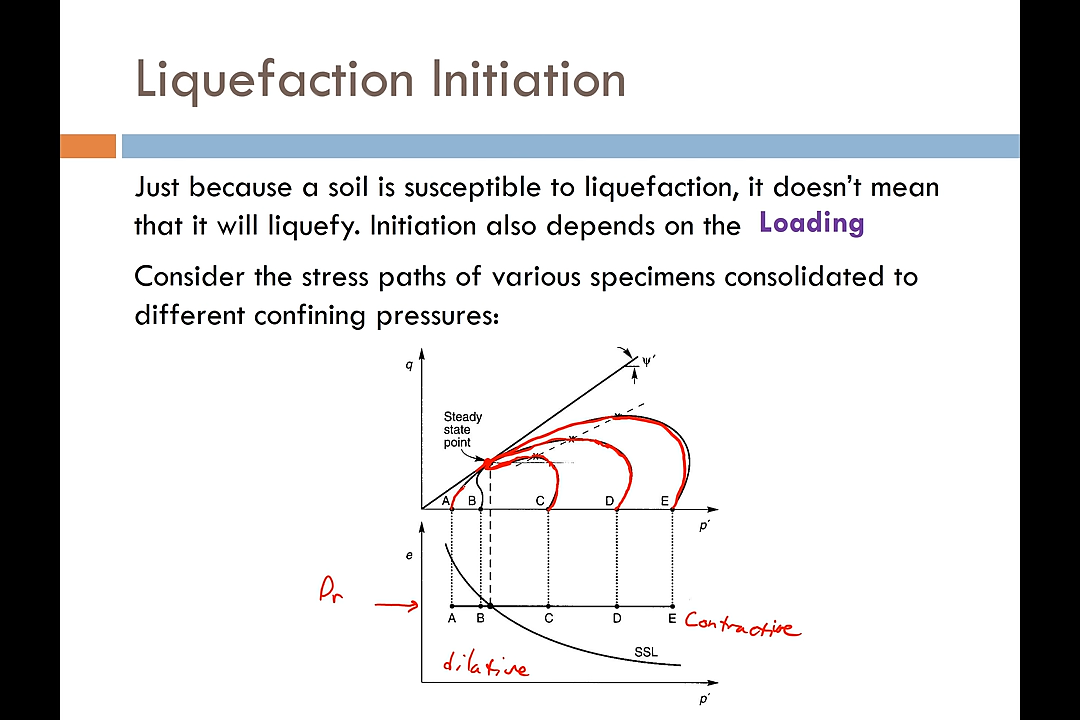 Liquefaction Initiation
Just because a soil is susceptible to liquefaction, it doesn't mean
that it will liquefy. Initiation also depends on the Loading
Consider the stress paths of various specimens consolidated to
different confining pressures:
q
ψ′
Steady
state
point
A B C D E
p′
e
Dr
A B C D E Contractive
SSL
dilative
p′